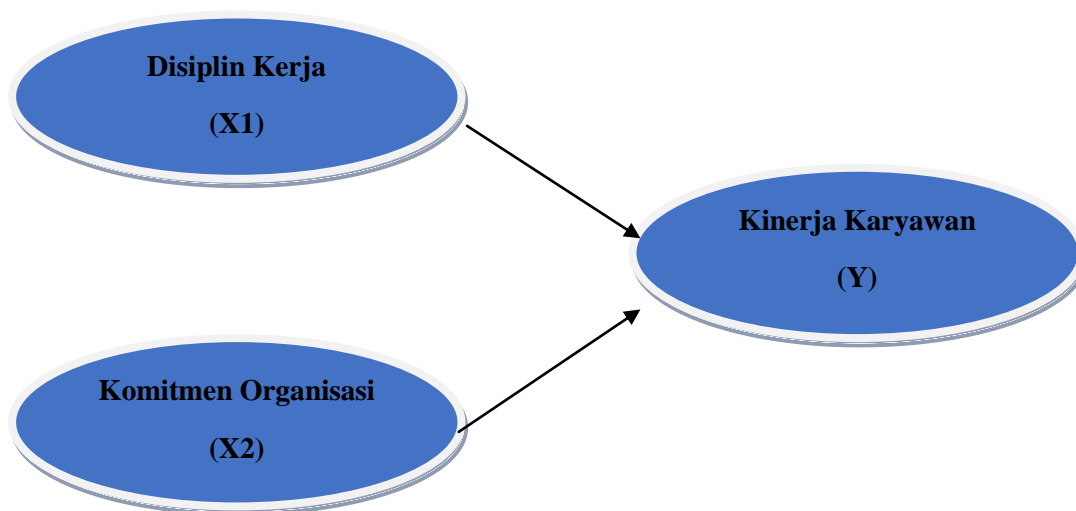 Disiplin Kerja
(X1)
Kinerja Karyawan
(Y)
Komitmen Organisasi
(X2)